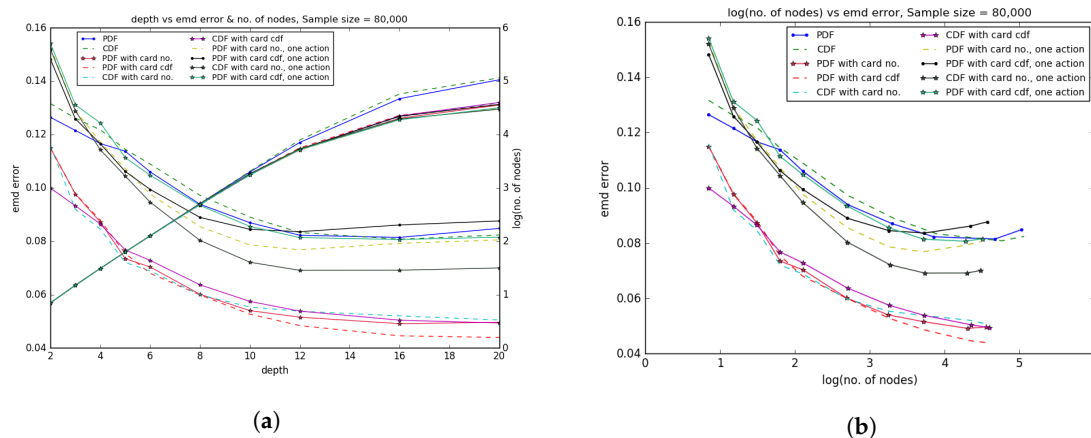 depth vs emd error & no. of nodes, Sample size = 80,000
0.16
0.14
0.12
0.10
0.08
0.06
0.04
emd error
PDF
CDF
PDF with card no.
PDF with card cdf
CDF with card no.
CDF with card cdf
PDF with card no., one action
PDF with card cdf, one action
CDF with card no., one action
PDF with card cdf, one action
6
5
4
3
2
1
0
log(no. of nodes)
2 4 6 8 10 12 14 16 18 20
depth
(a)
log(no. of nodes) vs emd error, Sample size = 80,000
0.16
0.14
0.12
0.10
0.08
0.06
0.04
emd error
PDF
CDF
PDF with card no.
PDF with card cdf
CDF with card no.
CDF with card cdf
PDF with card no., one action
PDF with card cdf, one action
CDF with card no., one action
PDF with card cdf, one action
0 1 2 3 4 5 6
log(no. of nodes)
(b)